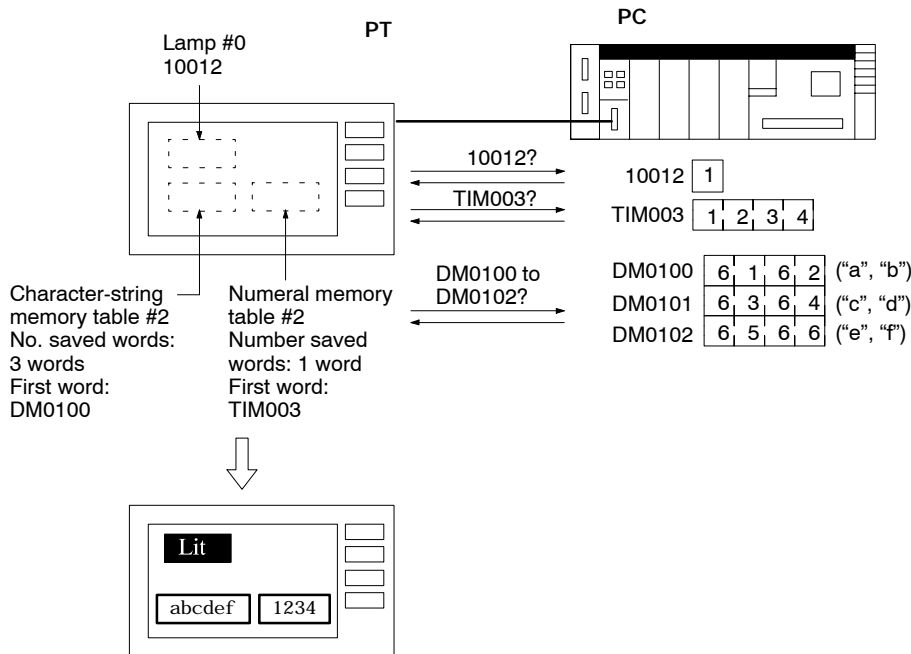 PT
PC
Lamp #0
10012
10012?
TIM003?
DM0100 to
DM0102?
10012 1
TIM003 1 2 3 4
DM0100 6 1 6 2 (“a”, “b”)
DM0101 6 3 6 4 (“c”, “d”)
DM0102 6 5 6 6 (“e”, “f”)
Character-string
memory table #2
No. saved words:
3 words
First word:
DM0100
Numeral memory
table #2
Number saved
words: 1 word
First word:
TIM003
Lit
abcdef 1234